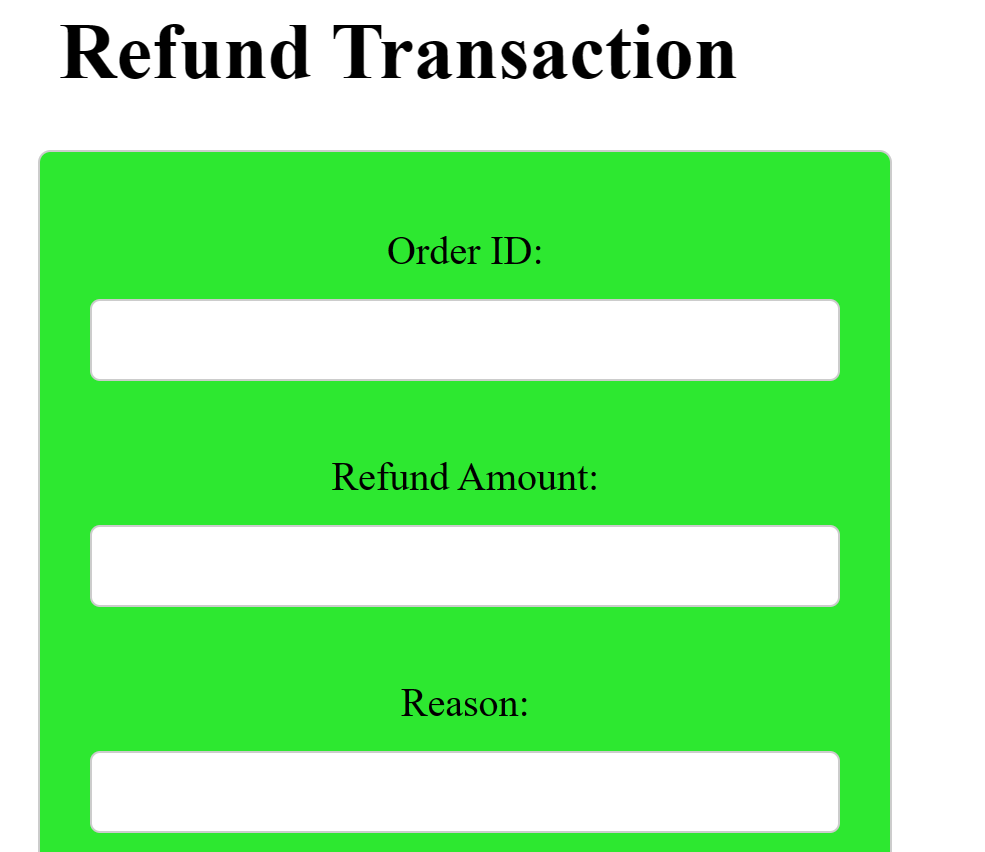 Refund Transaction
Order ID:
Refund Amount:
Reason: